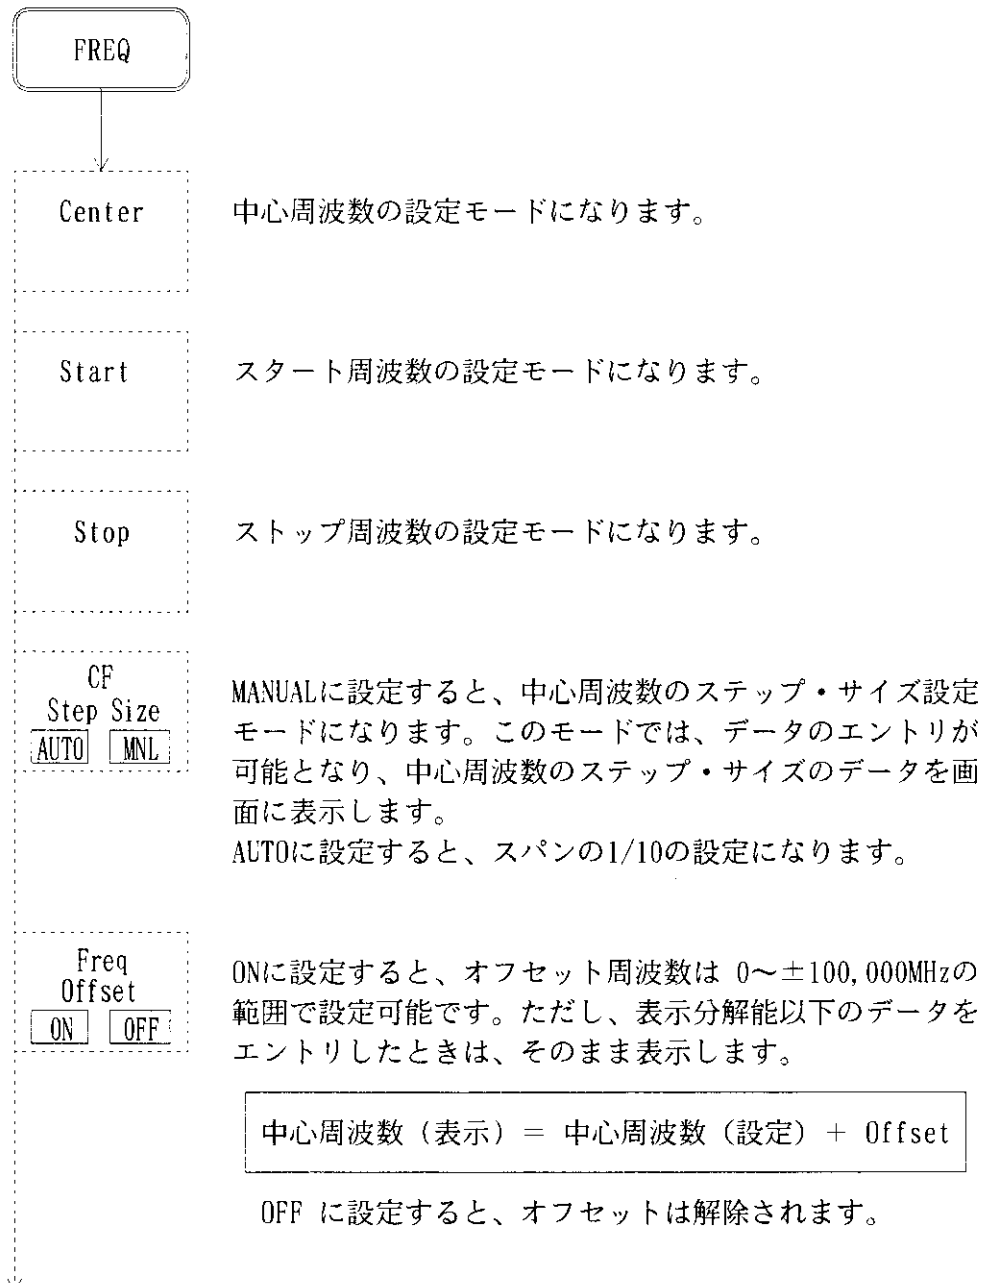 FREQ
Center
中心周波数の設定モードになります。
Start
スタート周波数の設定モードになります。
Stop
ストップ周波数の設定モードになります。
CF
Step Size
AUTO MNL
MANUALに設定すると、中心周波数のステップ・サイズ設定
モードになります。このモードでは、データのエントリが
可能となり、中心周波数のステップ・サイズのデータを画
面に表示します。
AUTOに設定すると、スパンの1/10の設定になります。
Freq
Offset
ON OFF
ONに設定すると、オフセット周波数は 0〜±100,000MHzの
範囲で設定可能です。ただし、表示分解能以下のデータを
エントリしたときは、そのまま表示します。
中心周波数（表示）＝ 中心周波数（設定）＋ Offset
OFF に設定すると、オフセットは解除されます。